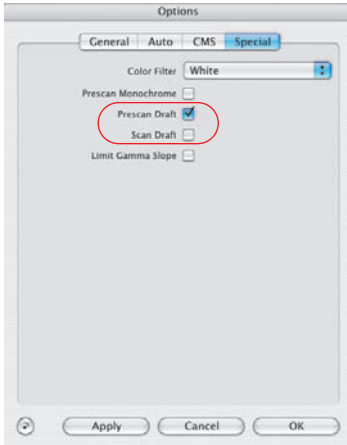 Options
General Auto CMS Special
Color Filter White
Prescan Monochrome
Prescan Draft
Scan Draft
Limit Gamma Slope
Apply Cancel OK